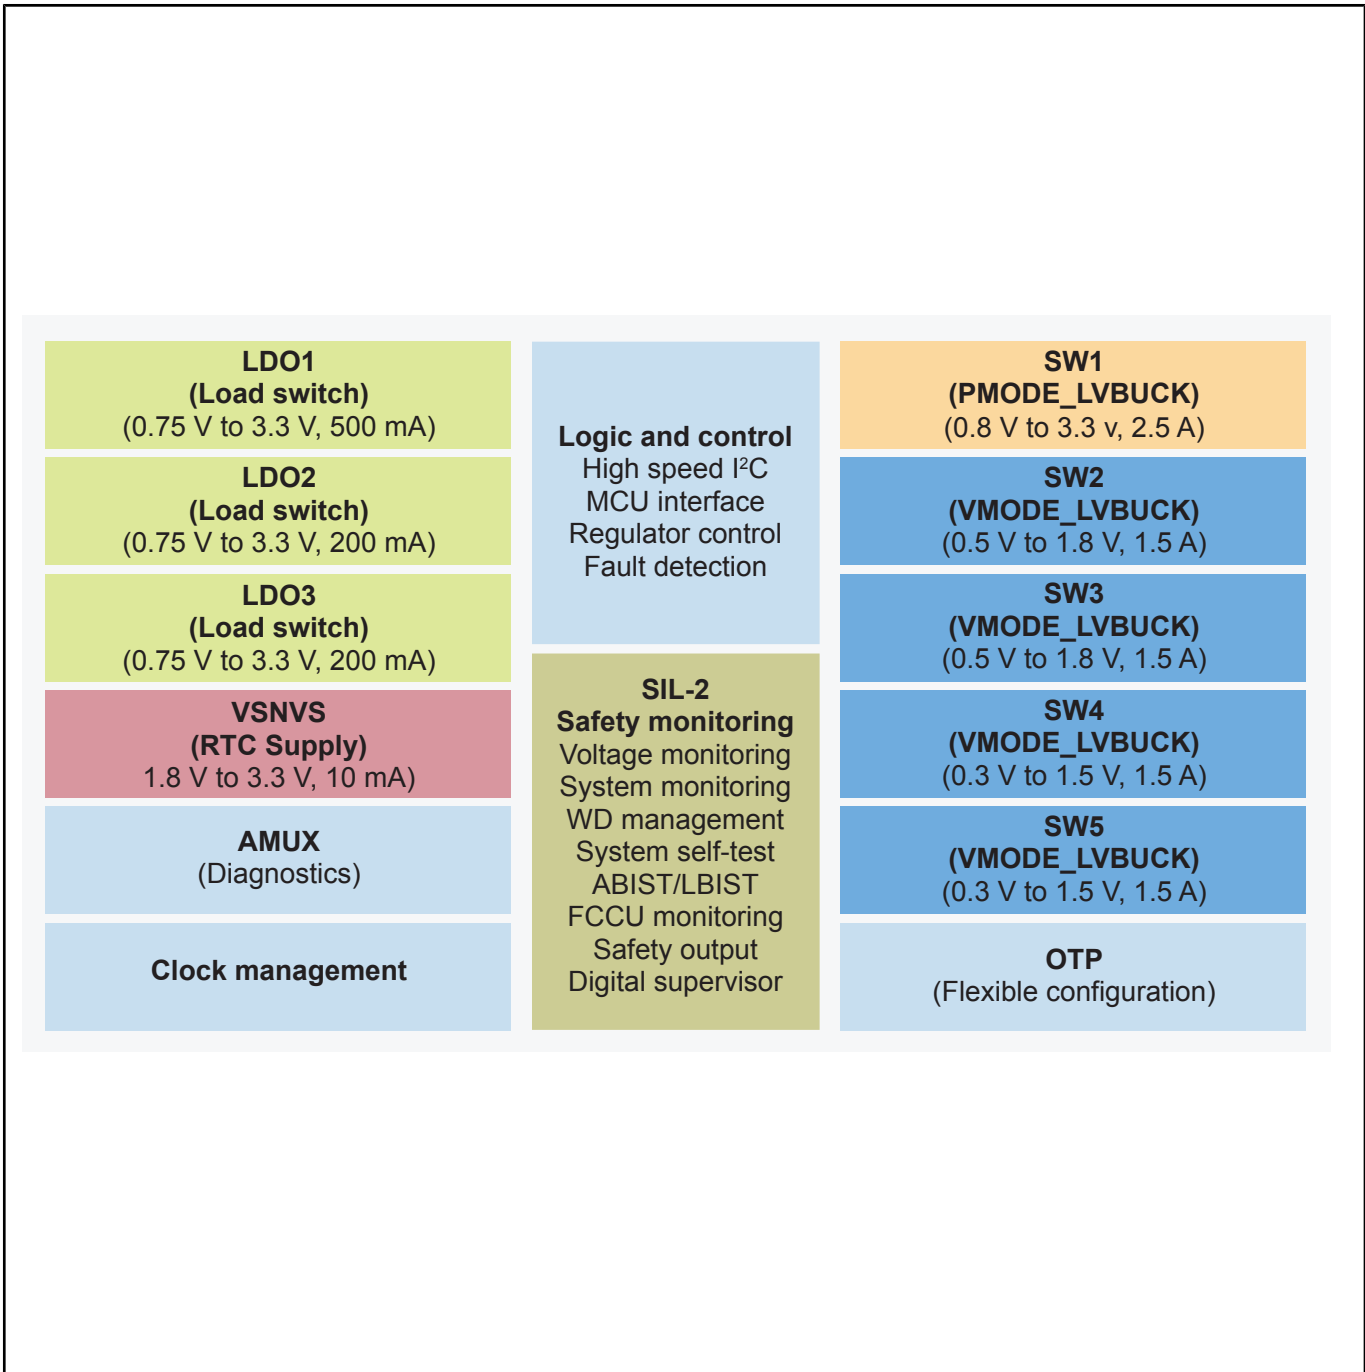 LDO1
(Load switch)
(0.75 V to 3.3 V, 500 mA)
LDO2
(Load switch)
(0.75 V to 3.3 V, 200 mA)
LDO3
(Load switch)
(0.75 V to 3.3 V, 200 mA)
VSNVS
(RTC Supply)
1.8 V to 3.3 V, 10 mA)
AMUX
(Diagnostics)
Clock management
Logic and control
High speed I²C
MCU interface
Regulator control
Fault detection
SIL-2
Safety monitoring
Voltage monitoring
System monitoring
WD management
System self-test
ABIST/LBIST
FCCU monitoring
Safety output
Digital supervisor
SW1
(PMODE_LVBUCK)
(0.8 V to 3.3 v, 2.5 A)
SW2
(VMODE_LVBUCK)
(0.5 V to 1.8 V, 1.5 A)
SW3
(VMODE_LVBUCK)
(0.5 V to 1.8 V, 1.5 A)
SW4
(VMODE_LVBUCK)
(0.3 V to 1.5 V, 1.5 A)
SW5
(VMODE_LVBUCK)
(0.3 V to 1.5 V, 1.5 A)
OTP
(Flexible configuration)